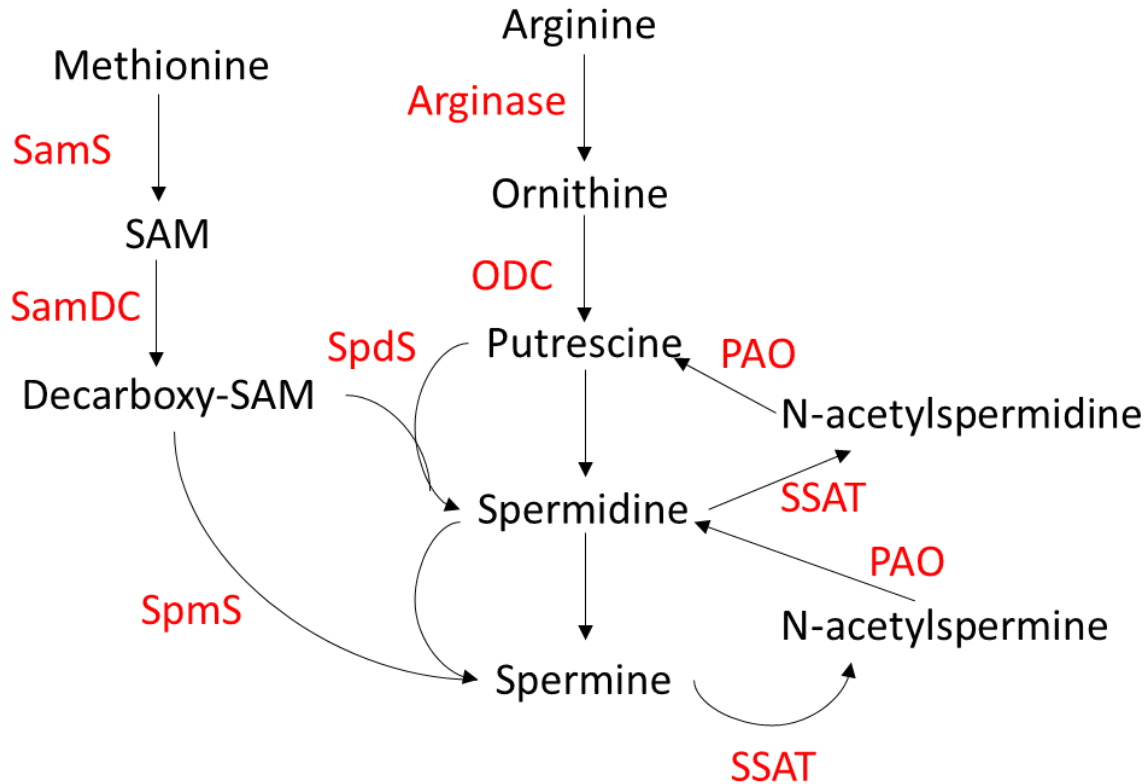 Arginine
Methionine
Arginase
SamS
Ornithine
SAM
ODC
SamDC
SpdS
Putrescine
PAO
Decarboxy-SAM
N-acetylspermidine
SSAT
Spermidine
PAO
SpmS
N-acetylspermine
Spermine
SSAT